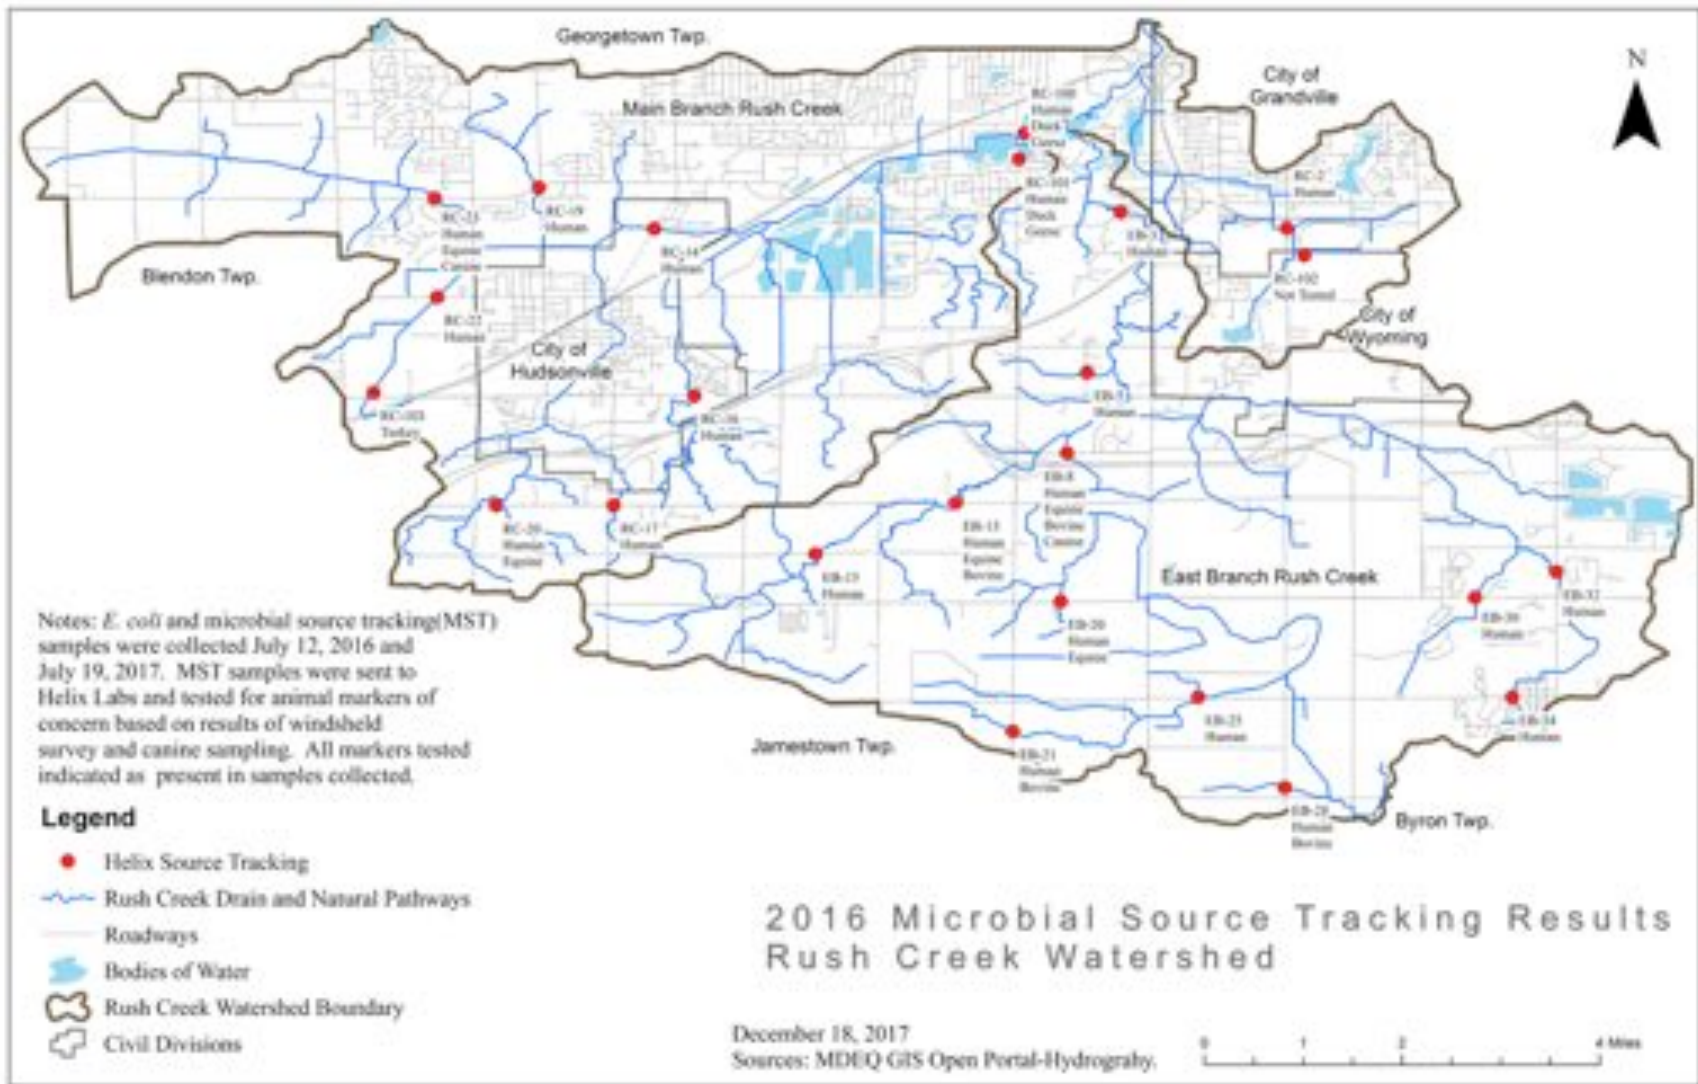 Georgetown Twp.
City of
Grandville
N
Main Branch Rush Creek
RC-100
Human
Duck
Goose
RC-101
Human
Duck
Goose
RC-2
Human
RC-23
Human
Equine
Canine
RC-19
Human
RC-14
Human
Human
RC-102
Not Tested
Blendon Twp.
RC-22
Human
City of
Hudsonville
City of
Wyoming
RC-103
Turkey
RC-16
Human
Human
EB-8
Human
Equine
Bovine
Canine
RC-20
Human
Equine
RC-17
Human
Human
Equine
Bovine
Human
East Branch Rush Creek
EB-32
Human
EB-30
Human
EB-20
Human
Equine
Notes: E. coli and microbial source tracking(MST)
samples were collected July 12, 2016 and
July 19, 2017. MST samples were sent to
Helix Labs and tested for animal markers of
concern based on results of windsheld
survey and canine sampling. All markers tested
indicated as present in samples collected.
Jamestown Twp.
EB-21
Human
Bovine
Human
EB-34
Human
EB-28
Human
Bovine
Byron Twp.
Legend
Helix Source Tracking
Rush Creek Drain and Natural Pathways
Roadways
Bodies of Water
Rush Creek Watershed Boundary
Civil Divisions
2016 Microbial Source Tracking Results
Rush Creek Watershed
December 18, 2017
Sources: MDEQ GIS Open Portal-Hydrograhy.
0 1 2 4 Miles